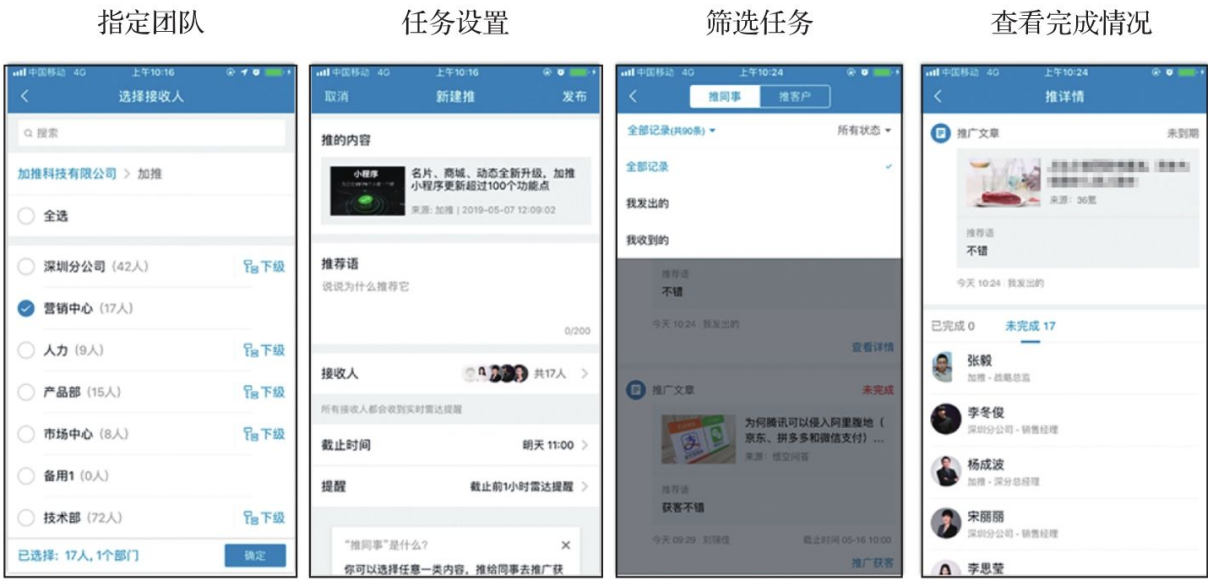 指定团队
任务设置
筛选任务
查看完成情况
中国移动 4G 上午10:16
选择接收人
搜索
加推科技有限公司 > 加推
全选
深圳分公司 (42人) 下级
营销中心 (17人)
人力 (9人) 下级
产品部 (15人) 下级
市场中心 (8人) 下级
备用1 (0人)
技术部 (72人) 下级
已选择：17人, 1个部门 确定
中国移动 4G 上午10:16
取消 新建推 发布
推的内容
小程序
名片、商城、动态全新升级，加推
小程序更新超过100个功能点
来源: 加推 | 2019-05-07 12:09:02
推荐语
说说为什么推荐它
0/200
接收人 共17人 >
所有接收人都会收到实时雷达提醒
截止时间 明天 11:00 >
提醒 截止前1小时雷达提醒 >
“推同事”是什么? ×
你可以选择任意一类内容，推给同事去推广获
中国移动 4G 上午10:24
推同事 推客户
全部记录(共90条) 所有状态
全部记录
我发出的
我收到的
推荐语
不错
今天 10:24 我发出的
查看详情
推广文章 未完成
为何腾讯可以侵入阿里腹地（
京东、拼多多和微信支付）...
来源：悟空问答
推荐语
获客不错
今天 09:29 刘翎佳 截止时间 05-16 10:00
推广获客
中国移动 4G 上午10:24
推详情
推广文章 未到期
来源：36氪
推荐语
不错
今天 10:24 我发出的
已完成 0 未完成 17
张毅
加推 - 战略总监
李冬俊
深圳分公司 - 销售经理
杨成波
加推 - 深分总经理
宋丽丽
深圳分公司 - 销售经理
李思莹